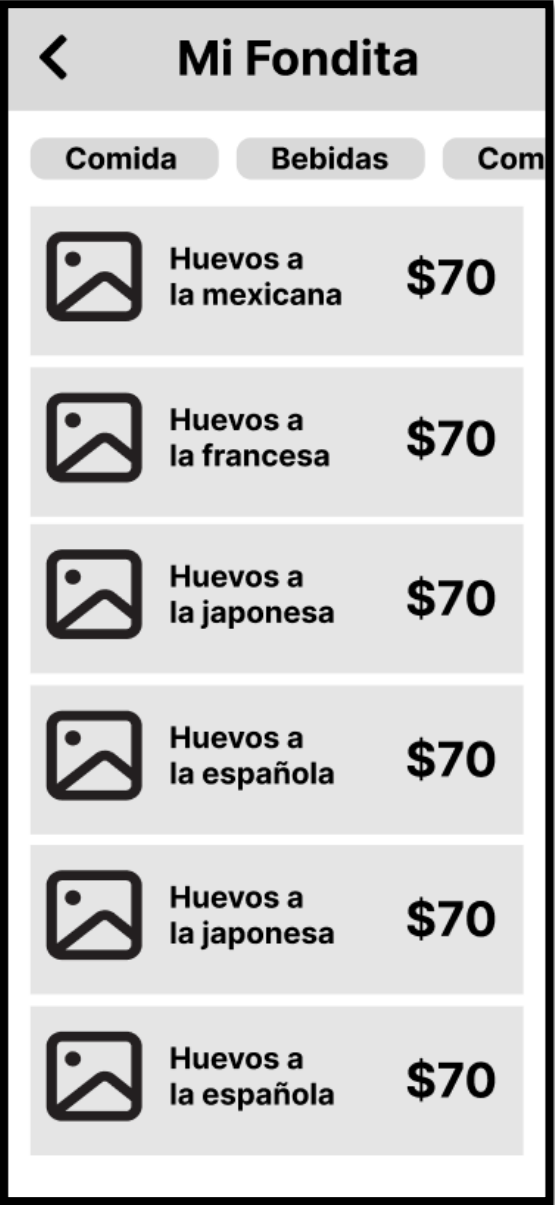 Mi Fondita
Comida Bebidas Com
Huevos a
la mexicana
$70
Huevos a
la francesa
$70
Huevos a
la japonesa
$70
Huevos a
la española
$70
Huevos a
la japonesa
$70
Huevos a
la española
$70